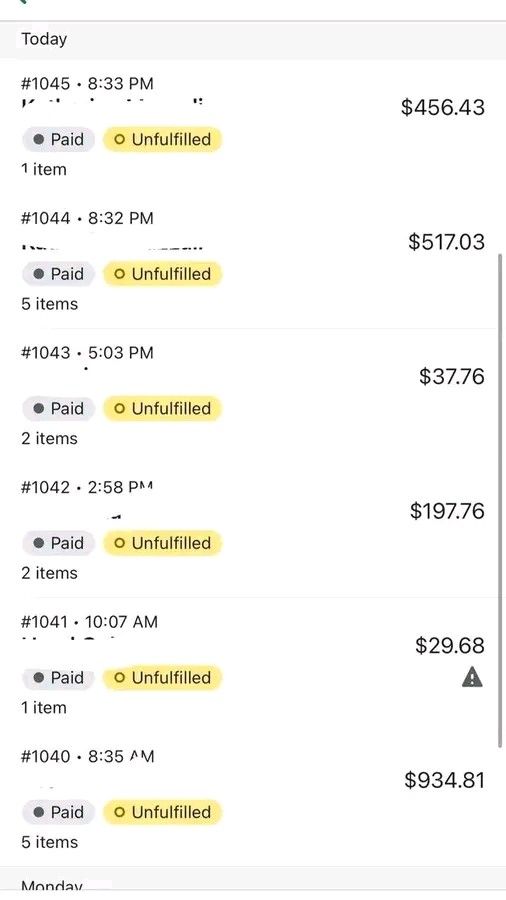 Today
#1045 • 8:33 PM
$456.43
Paid
Unfulfilled
1 item
#1044 • 8:32 PM
$517.03
Paid
Unfulfilled
5 items
#1043 • 5:03 PM
$37.76
Paid
Unfulfilled
2 items
#1042 • 2:58 PM
$197.76
Paid
Unfulfilled
2 items
#1041 • 10:07 AM
$29.68
Paid
Unfulfilled
1 item
#1040 • 8:35 AM
$934.81
Paid
Unfulfilled
5 items
Monday